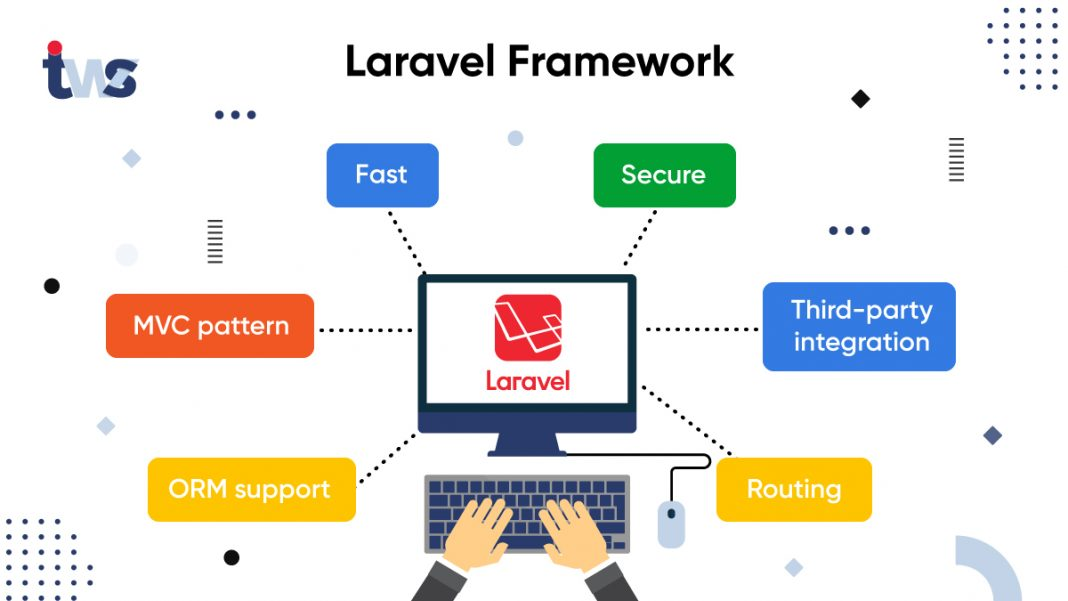 tws
Laravel Framework
Fast
Secure
MVC pattern
Third-party
integration
Laravel
ORM support
Routing